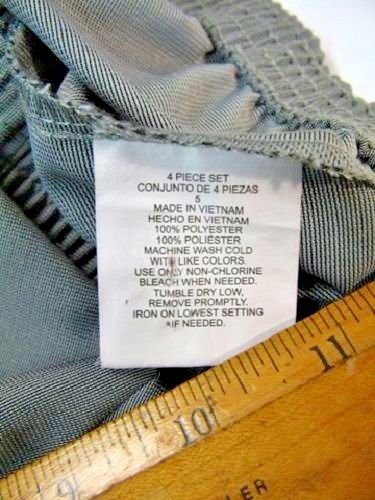 4 PIECE SET
CONJUNTO DE 4 PIEZAS
5
MADE IN VIETNAM
HECHO EN VIETNAM
100% POLYESTER
100% POLIÉSTER
MACHINE WASH COLD
WITH LIKE COLORS.
USE ONLY NON-CHLORINE
BLEACH WHEN NEEDED.
TUMBLE DRY LOW,
REMOVE PROMPTLY.
IRON ON LOWEST SETTING
*IF NEEDED.
9 10 11